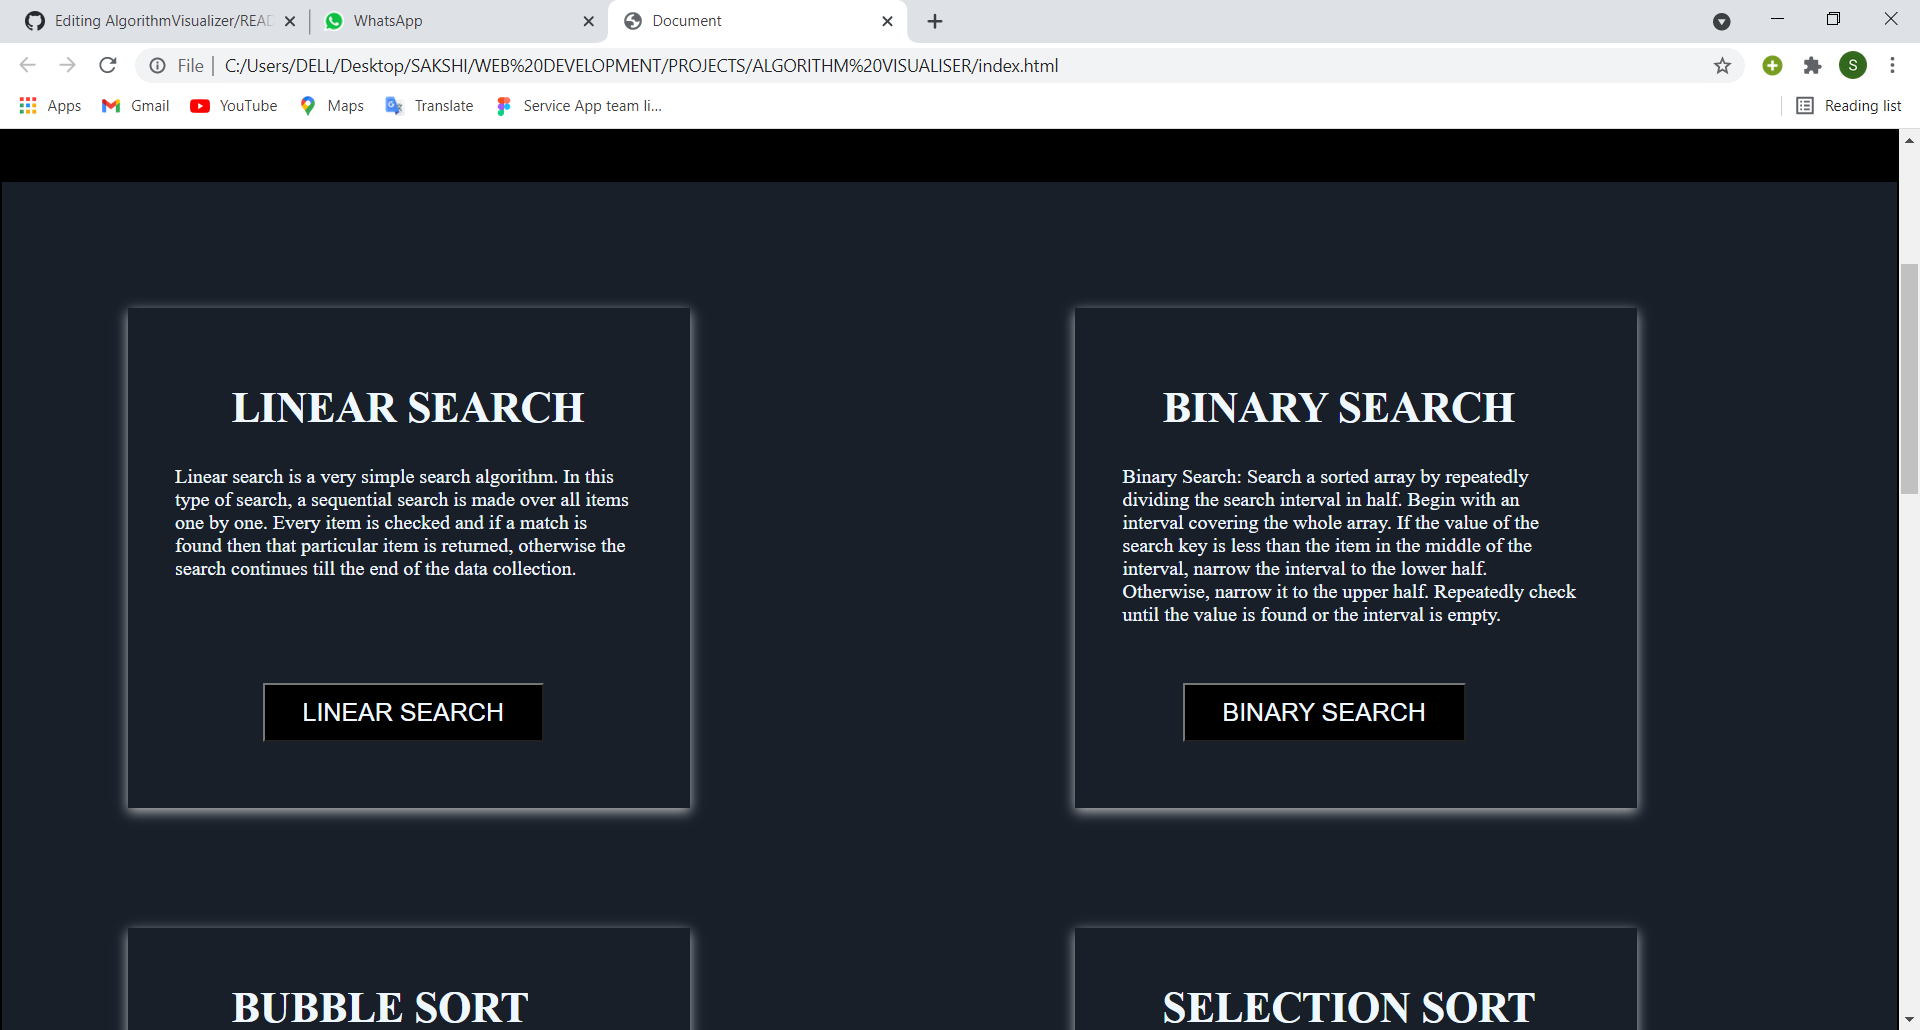 Editing AlgorithmVisualizer/READ
WhatsApp
Document
File
C:/Users/DELL/Desktop/SAKSHI/WEB%20DEVELOPMENT/PROJECTS/ALGORITHM%20VISUALISER/index.html
S
Apps
Gmail
YouTube
Maps
Translate
Service App team li...
Reading list
LINEAR SEARCH
Linear search is a very simple search algorithm. In this
type of search, a sequential search is made over all items
one by one. Every item is checked and if a match is
found then that particular item is returned, otherwise the
search continues till the end of the data collection.
LINEAR SEARCH
BINARY SEARCH
Binary Search: Search a sorted array by repeatedly
dividing the search interval in half. Begin with an
interval covering the whole array. If the value of the
search key is less than the item in the middle of the
interval, narrow the interval to the lower half.
Otherwise, narrow it to the upper half. Repeatedly check
until the value is found or the interval is empty.
BINARY SEARCH
BUBBLE SORT
SELECTION SORT